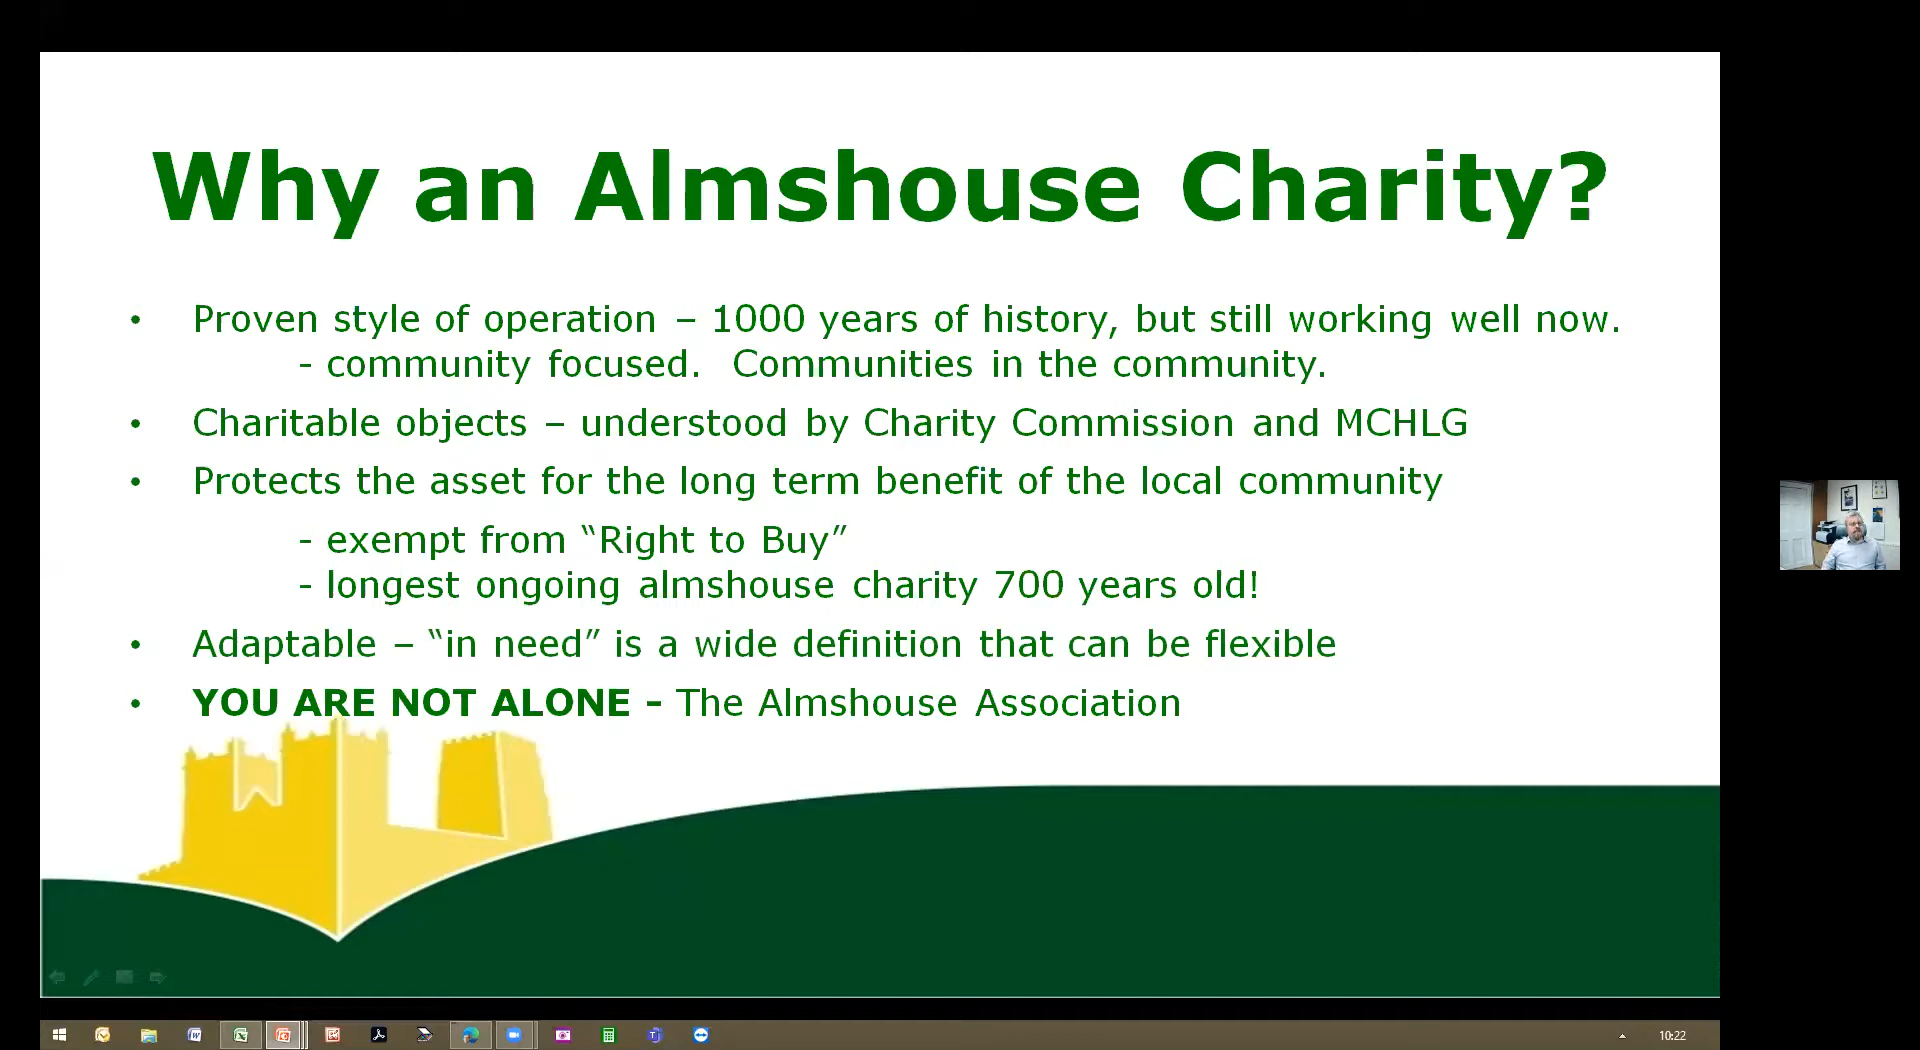 Why an Almshouse Charity?
• Proven style of operation – 1000 years of history, but still working well now.
- community focused.  Communities in the community.
• Charitable objects – understood by Charity Commission and MCHLG
• Protects the asset for the long term benefit of the local community
- exempt from “Right to Buy”
- longest ongoing almshouse charity 700 years old!
• Adaptable – “in need” is a wide definition that can be flexible
• YOU ARE NOT ALONE - The Almshouse Association
10:22